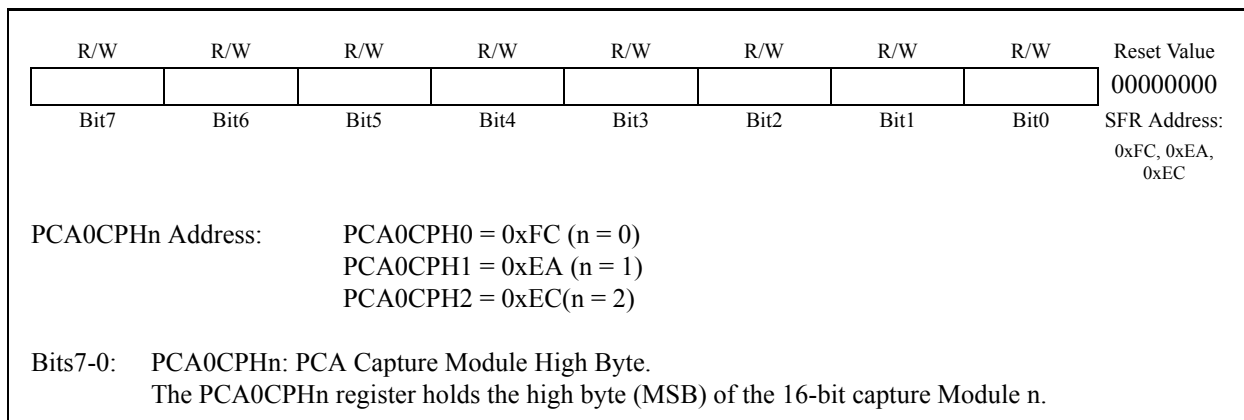 R/W R/W R/W R/W R/W R/W R/W R/W Reset Value
00000000
Bit7 Bit6 Bit5 Bit4 Bit3 Bit2 Bit1 Bit0 SFR Address:
0xFC, 0xEA,
0xEC
PCA0CPHn Address: PCA0CPH0 = 0xFC (n = 0)
PCA0CPH1 = 0xEA (n = 1)
PCA0CPH2 = 0xEC(n = 2)
Bits7-0: PCA0CPHn: PCA Capture Module High Byte.
The PCA0CPHn register holds the high byte (MSB) of the 16-bit capture Module n.